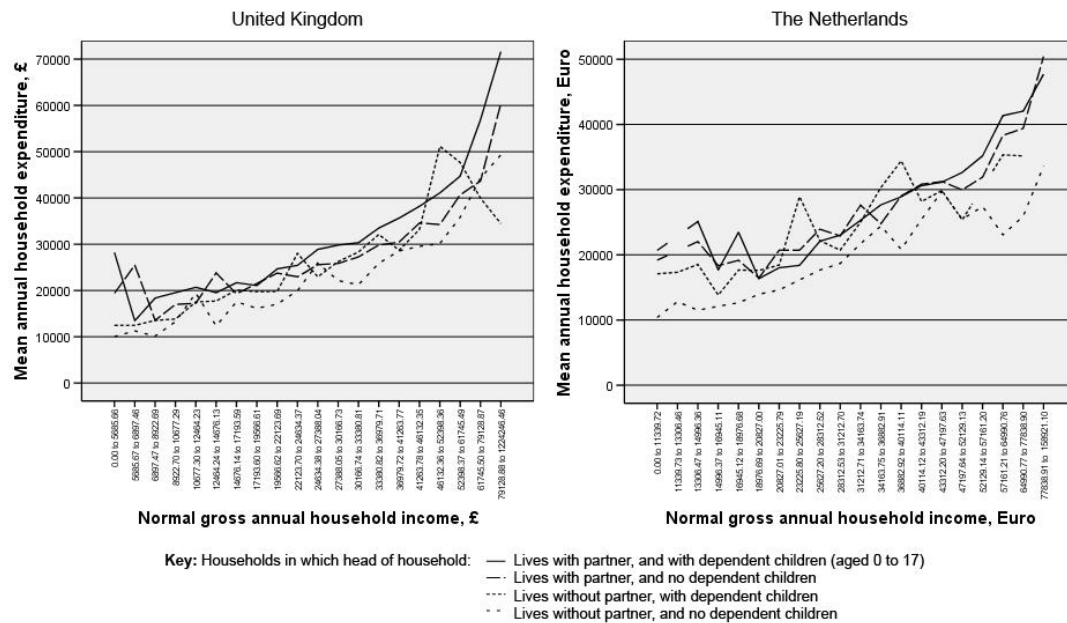 United Kingdom
Mean annual household expenditure, £
70000
60000
50000
40000
30000
20000
10000
0
0.00 to 5685.66
5685.67 to 6897.46
6897.47 to 8922.69
8922.70 to 10677.29
10677.30 to 12464.23
12464.24 to 14676.13
14676.14 to 17193.59
17193.60 to 19566.61
19566.62 to 22123.69
22123.70 to 24634.37
24634.38 to 27388.04
27388.05 to 30166.73
30166.74 to 33380.81
33380.82 to 36979.71
36979.72 to 41263.77
41263.78 to 46132.35
46132.36 to 52398.36
52398.37 to 61745.49
61745.50 to 79128.87
79128.88 to 124246.46
Normal gross annual household income, £
The Netherlands
Mean annual household expenditure, Euro
50000
40000
30000
20000
10000
0
0.00 to 11339.72
11339.73 to 13306.46
13306.47 to 14996.36
14996.37 to 16945.11
16945.12 to 18976.68
18976.69 to 20827.00
20827.01 to 23225.79
23225.80 to 25627.19
25627.20 to 28312.52
28312.53 to 31212.70
31212.71 to 34163.74
34163.75 to 36882.91
36882.92 to 40114.11
40114.12 to 43312.19
43312.20 to 47197.63
47197.64 to 52129.13
52129.14 to 57161.20
57161.21 to 64990.76
64990.77 to 77838.90
77838.91 to 158921.10
Normal gross annual household income, Euro
Key: Households in which head of household:
Lives with partner, and with dependent children (aged 0 to 17)
Lives with partner, and no dependent children
Lives without partner, with dependent children
Lives without partner, and no dependent children